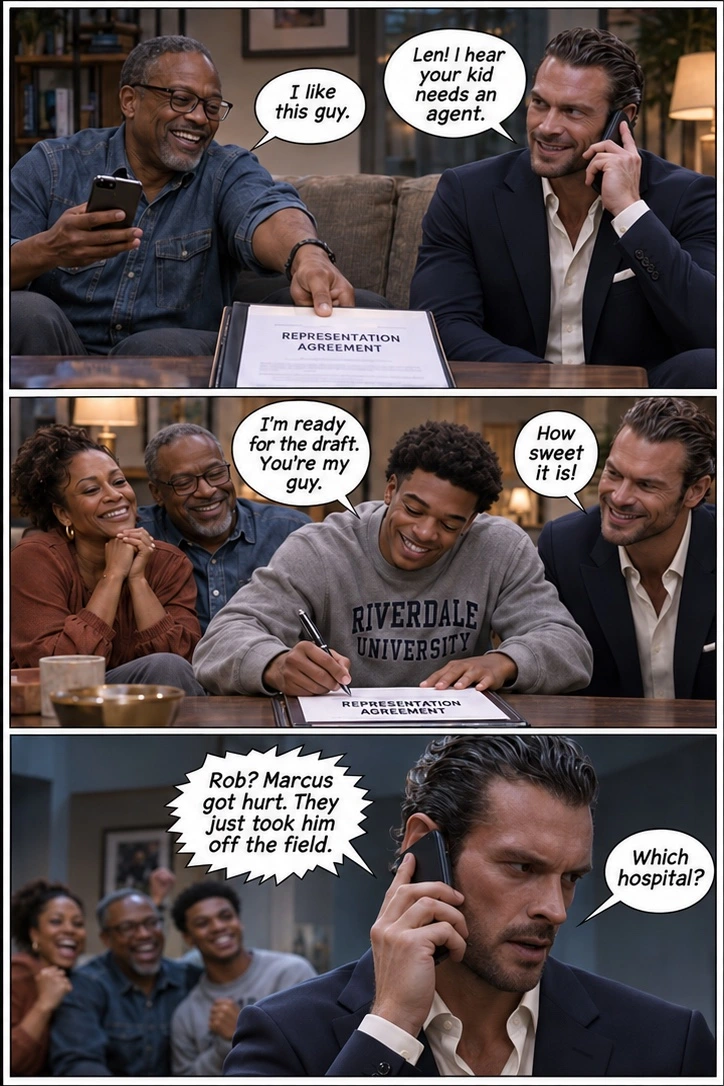 I like
this guy.
Len! I hear
your kid
needs an
agent.
REPRESENTATION
AGREEMENT
I'm ready
for the draft.
You're my
guy.
How
sweet
it is!
RIVERDALE
UNIVERSITY
REPRESENTATION
AGREEMENT
Rob? Marcus
got hurt. They
just took him
off the field.
Which
hospital?